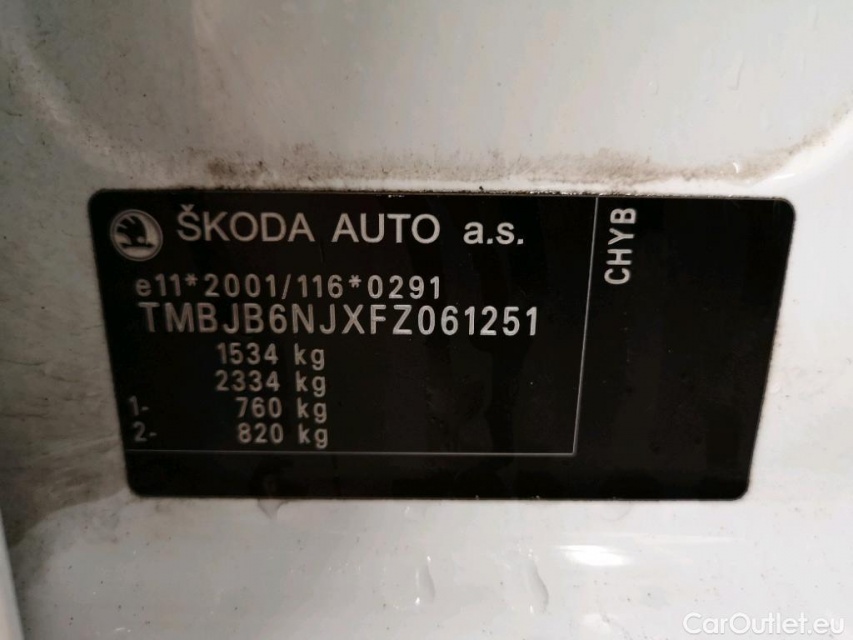 ŠKODA AUTO a.s.
CHYB
e11*2001/116*0291
TMBJB6NJXFZ061251
1534 kg
2334 kg
1- 760 kg
2- 820 kg
CarOutlet.eu